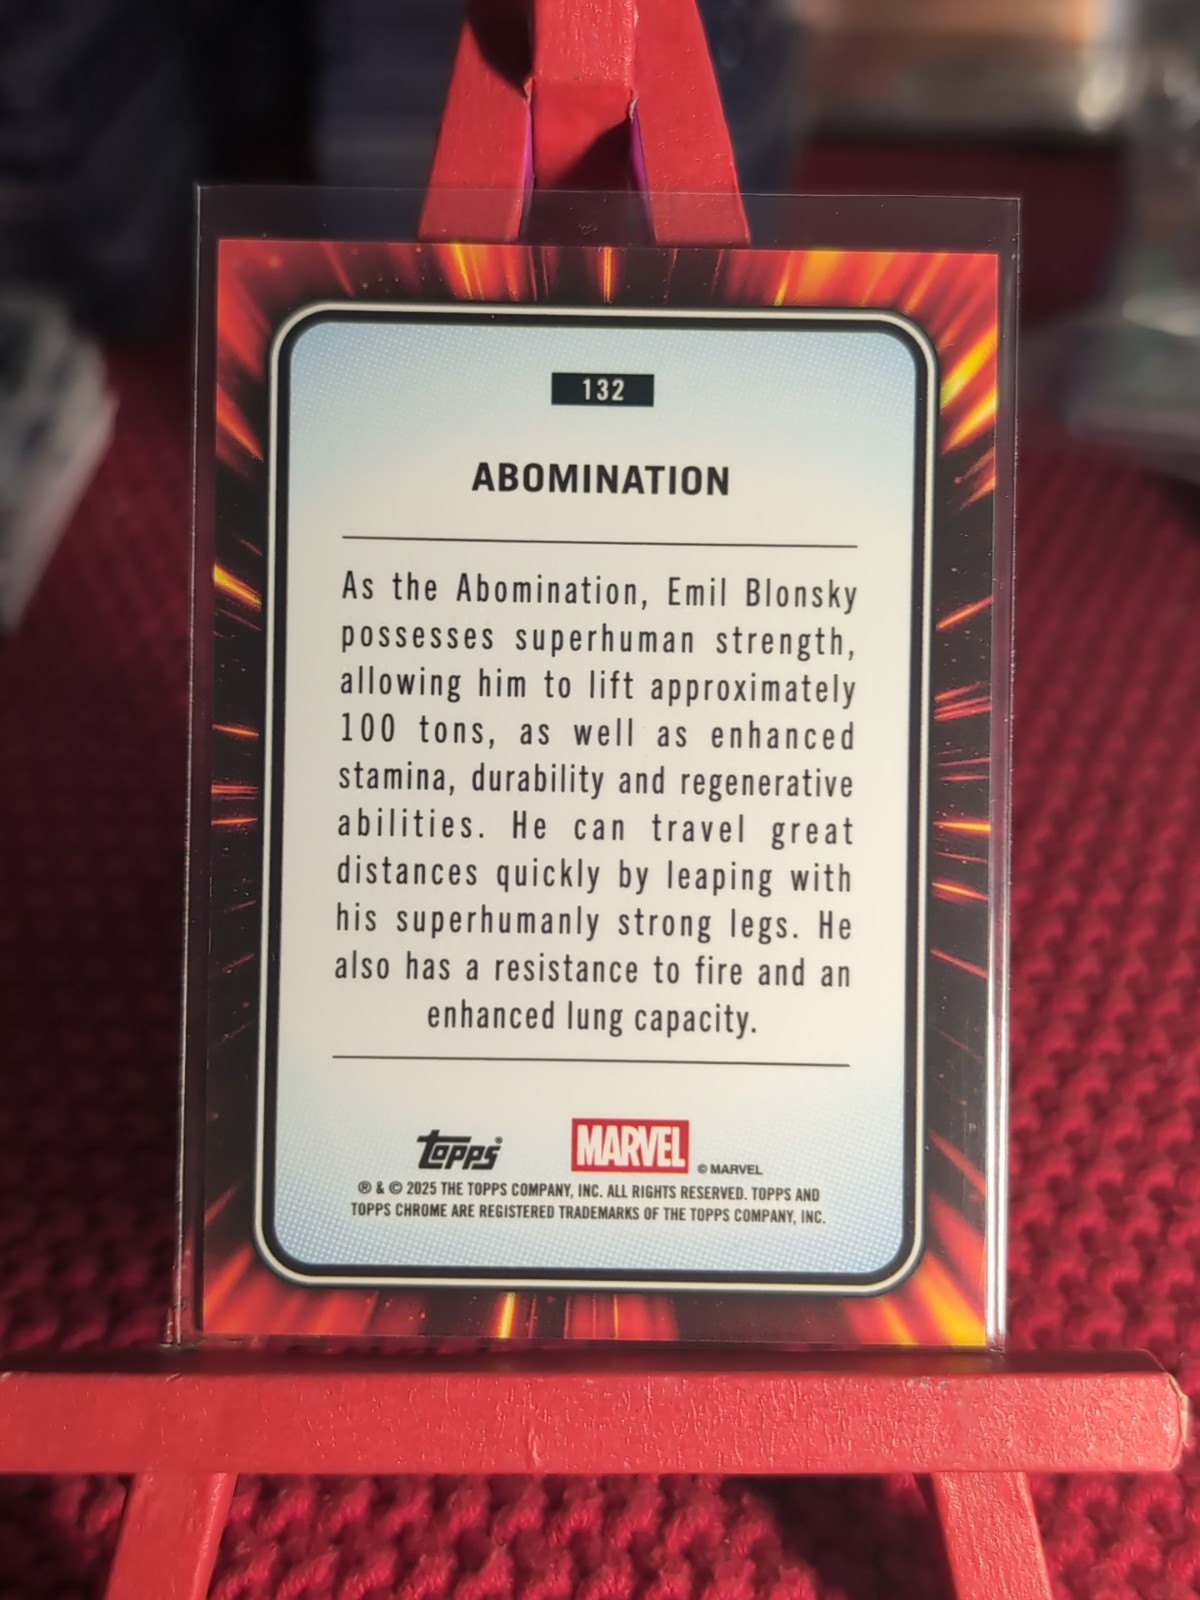 132
ABOMINATION
As the Abomination, Emil Blonsky
possesses superhuman strength,
allowing him to lift approximately
100 tons, as well as enhanced
stamina, durability and regenerative
abilities. He can travel great
distances quickly by leaping with
his superhumanly strong legs. He
also has a resistance to fire and an
enhanced lung capacity.
Topps® MARVEL © MARVEL
® & © 2025 THE TOPPS COMPANY, INC. ALL RIGHTS RESERVED. TOPPS AND
TOPPS CHROME ARE REGISTERED TRADEMARKS OF THE TOPPS COMPANY, INC.